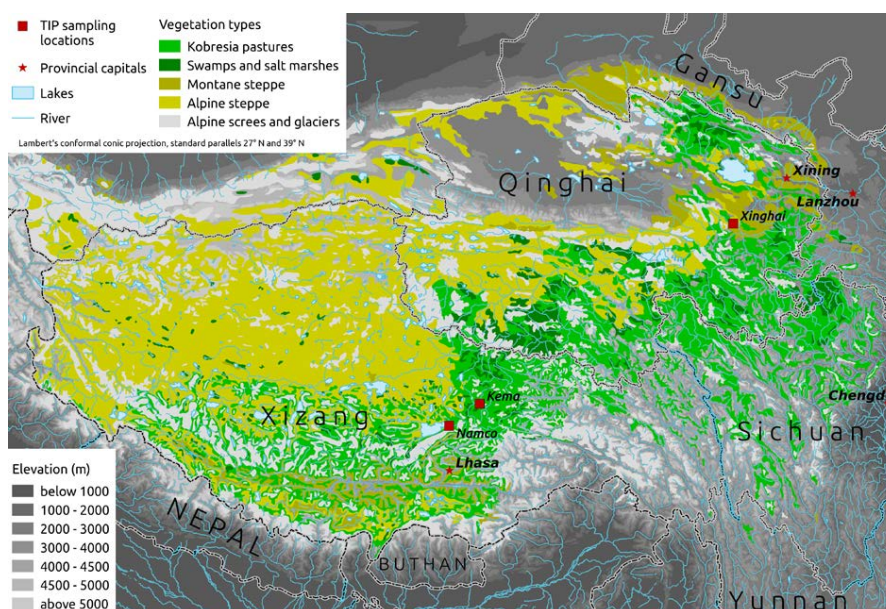 TIP sampling
locations
Provincial capitals
Lakes
River
Vegetation types
Kobresia pastures
Swamps and salt marshes
Montane steppe
Alpine steppe
Alpine screes and glaciers
Lambert's conformal conic projection, standard parallels 27° N and 39° N
Gansu
Qinghai
Xining
Lanzhou
Xinghai
Kema
Xizang
Namco
Lhasa
Chengd
Sichuan
NEPAL
BUTHAN
Yunnan
Elevation (m)
below 1000
1000 - 2000
2000 - 3000
3000 - 4000
4000 - 4500
4500 - 5000
above 5000